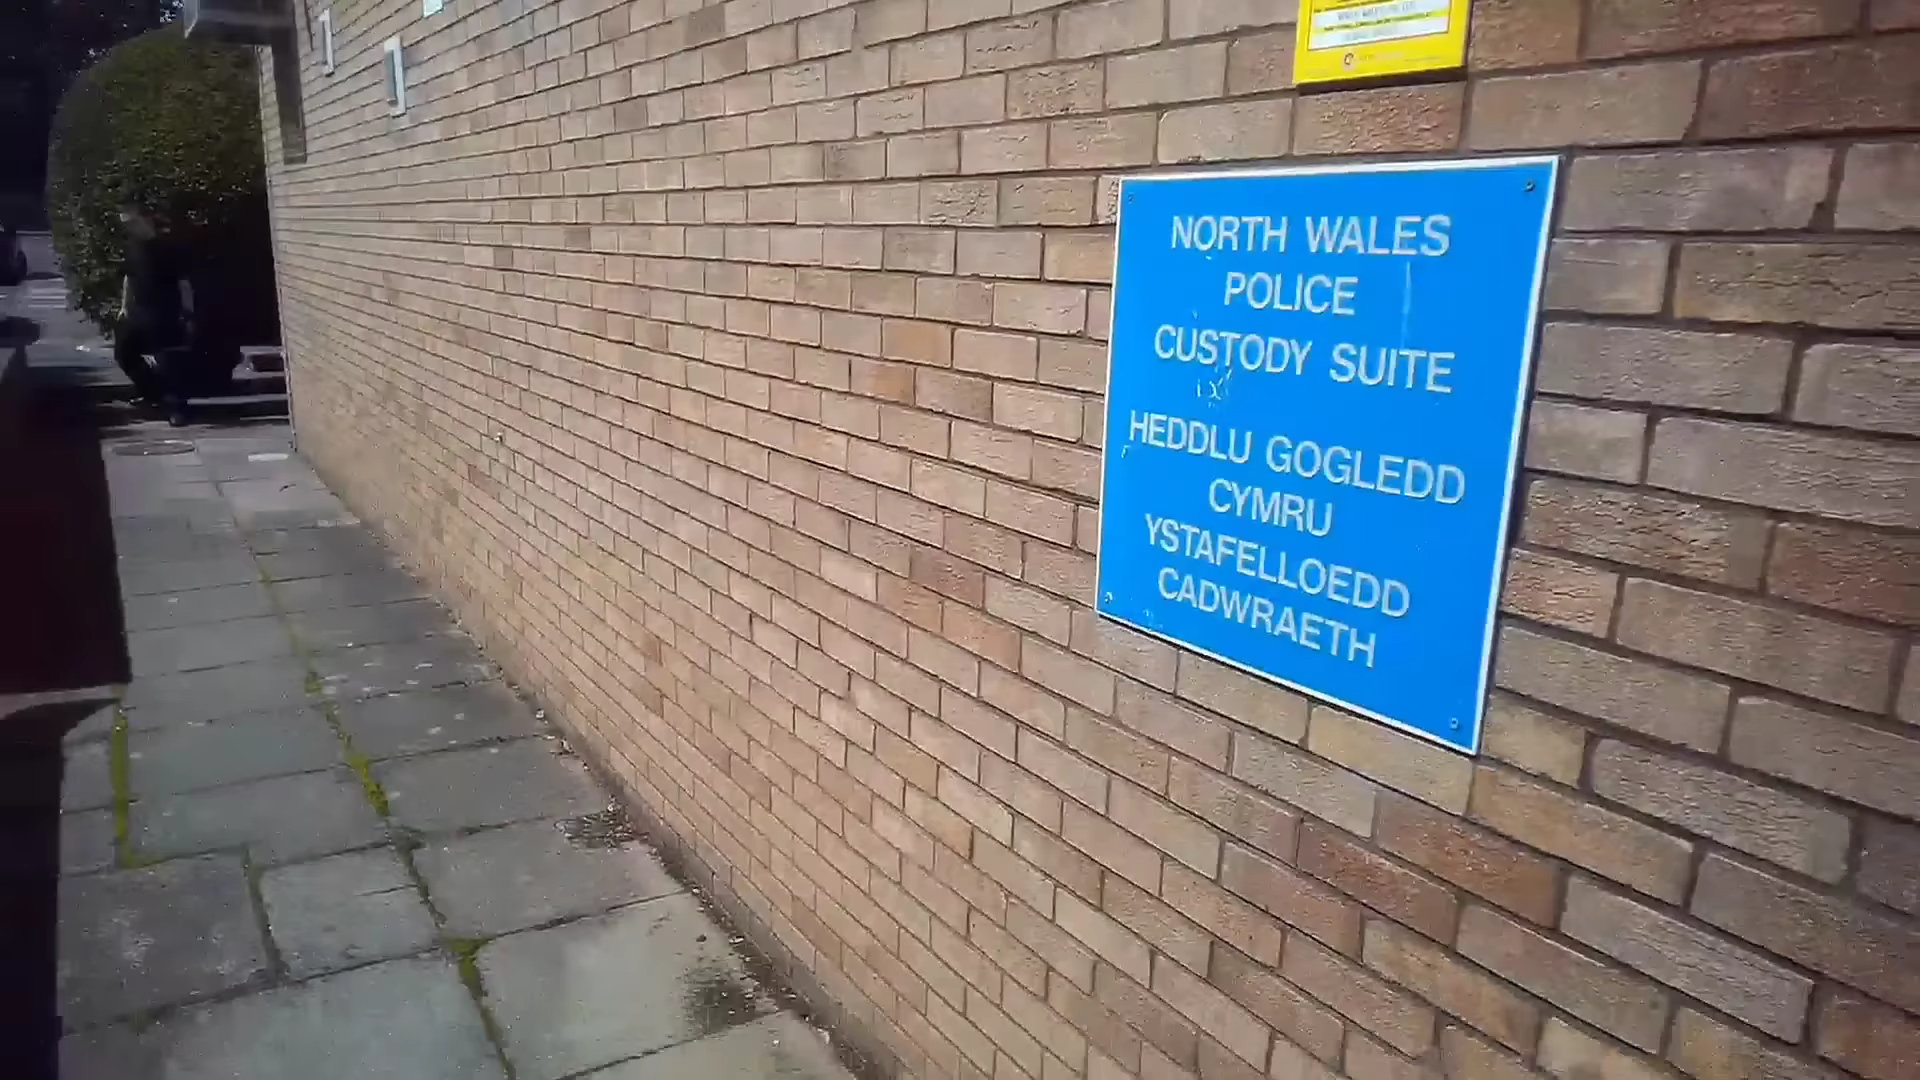 NORTH WALES
POLICE
CUSTODY SUITE
HEDDLU GOGLEDD
CYMRU
YSTAFELLOEDD
CADWRAETH